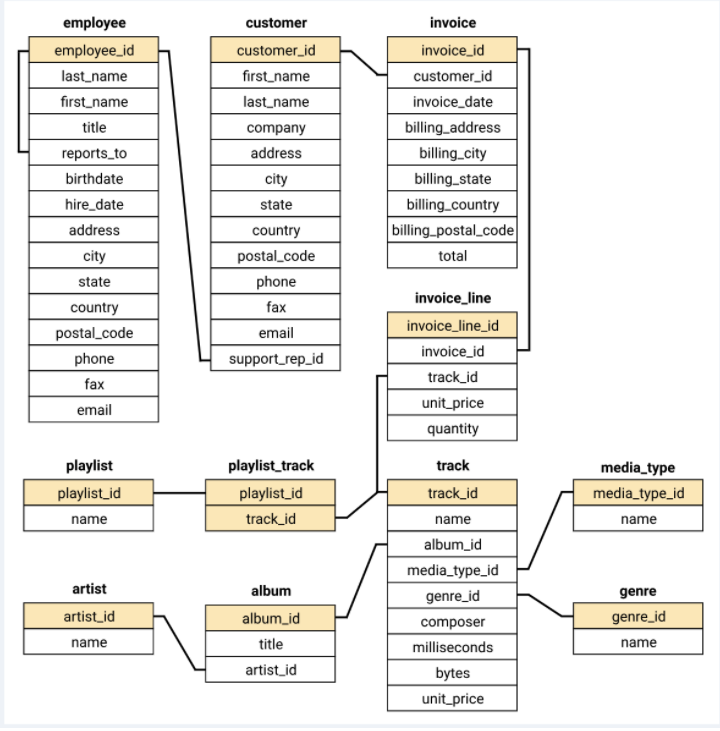 employee
employee_id
last_name
first_name
title
reports_to
birthdate
hire_date
address
city
state
country
postal_code
phone
fax
email
customer
customer_id
first_name
last_name
company
address
city
state
country
postal_code
phone
fax
email
support_rep_id
invoice
invoice_id
customer_id
invoice_date
billing_address
billing_city
billing_state
billing_country
billing_postal_code
total
invoice_line
invoice_line_id
invoice_id
track_id
unit_price
quantity
playlist
playlist_id
name
playlist_track
playlist_id
track_id
track
track_id
name
album_id
media_type_id
genre_id
composer
milliseconds
bytes
unit_price
media_type
media_type_id
name
artist
artist_id
name
album
album_id
title
artist_id
genre
genre_id
name